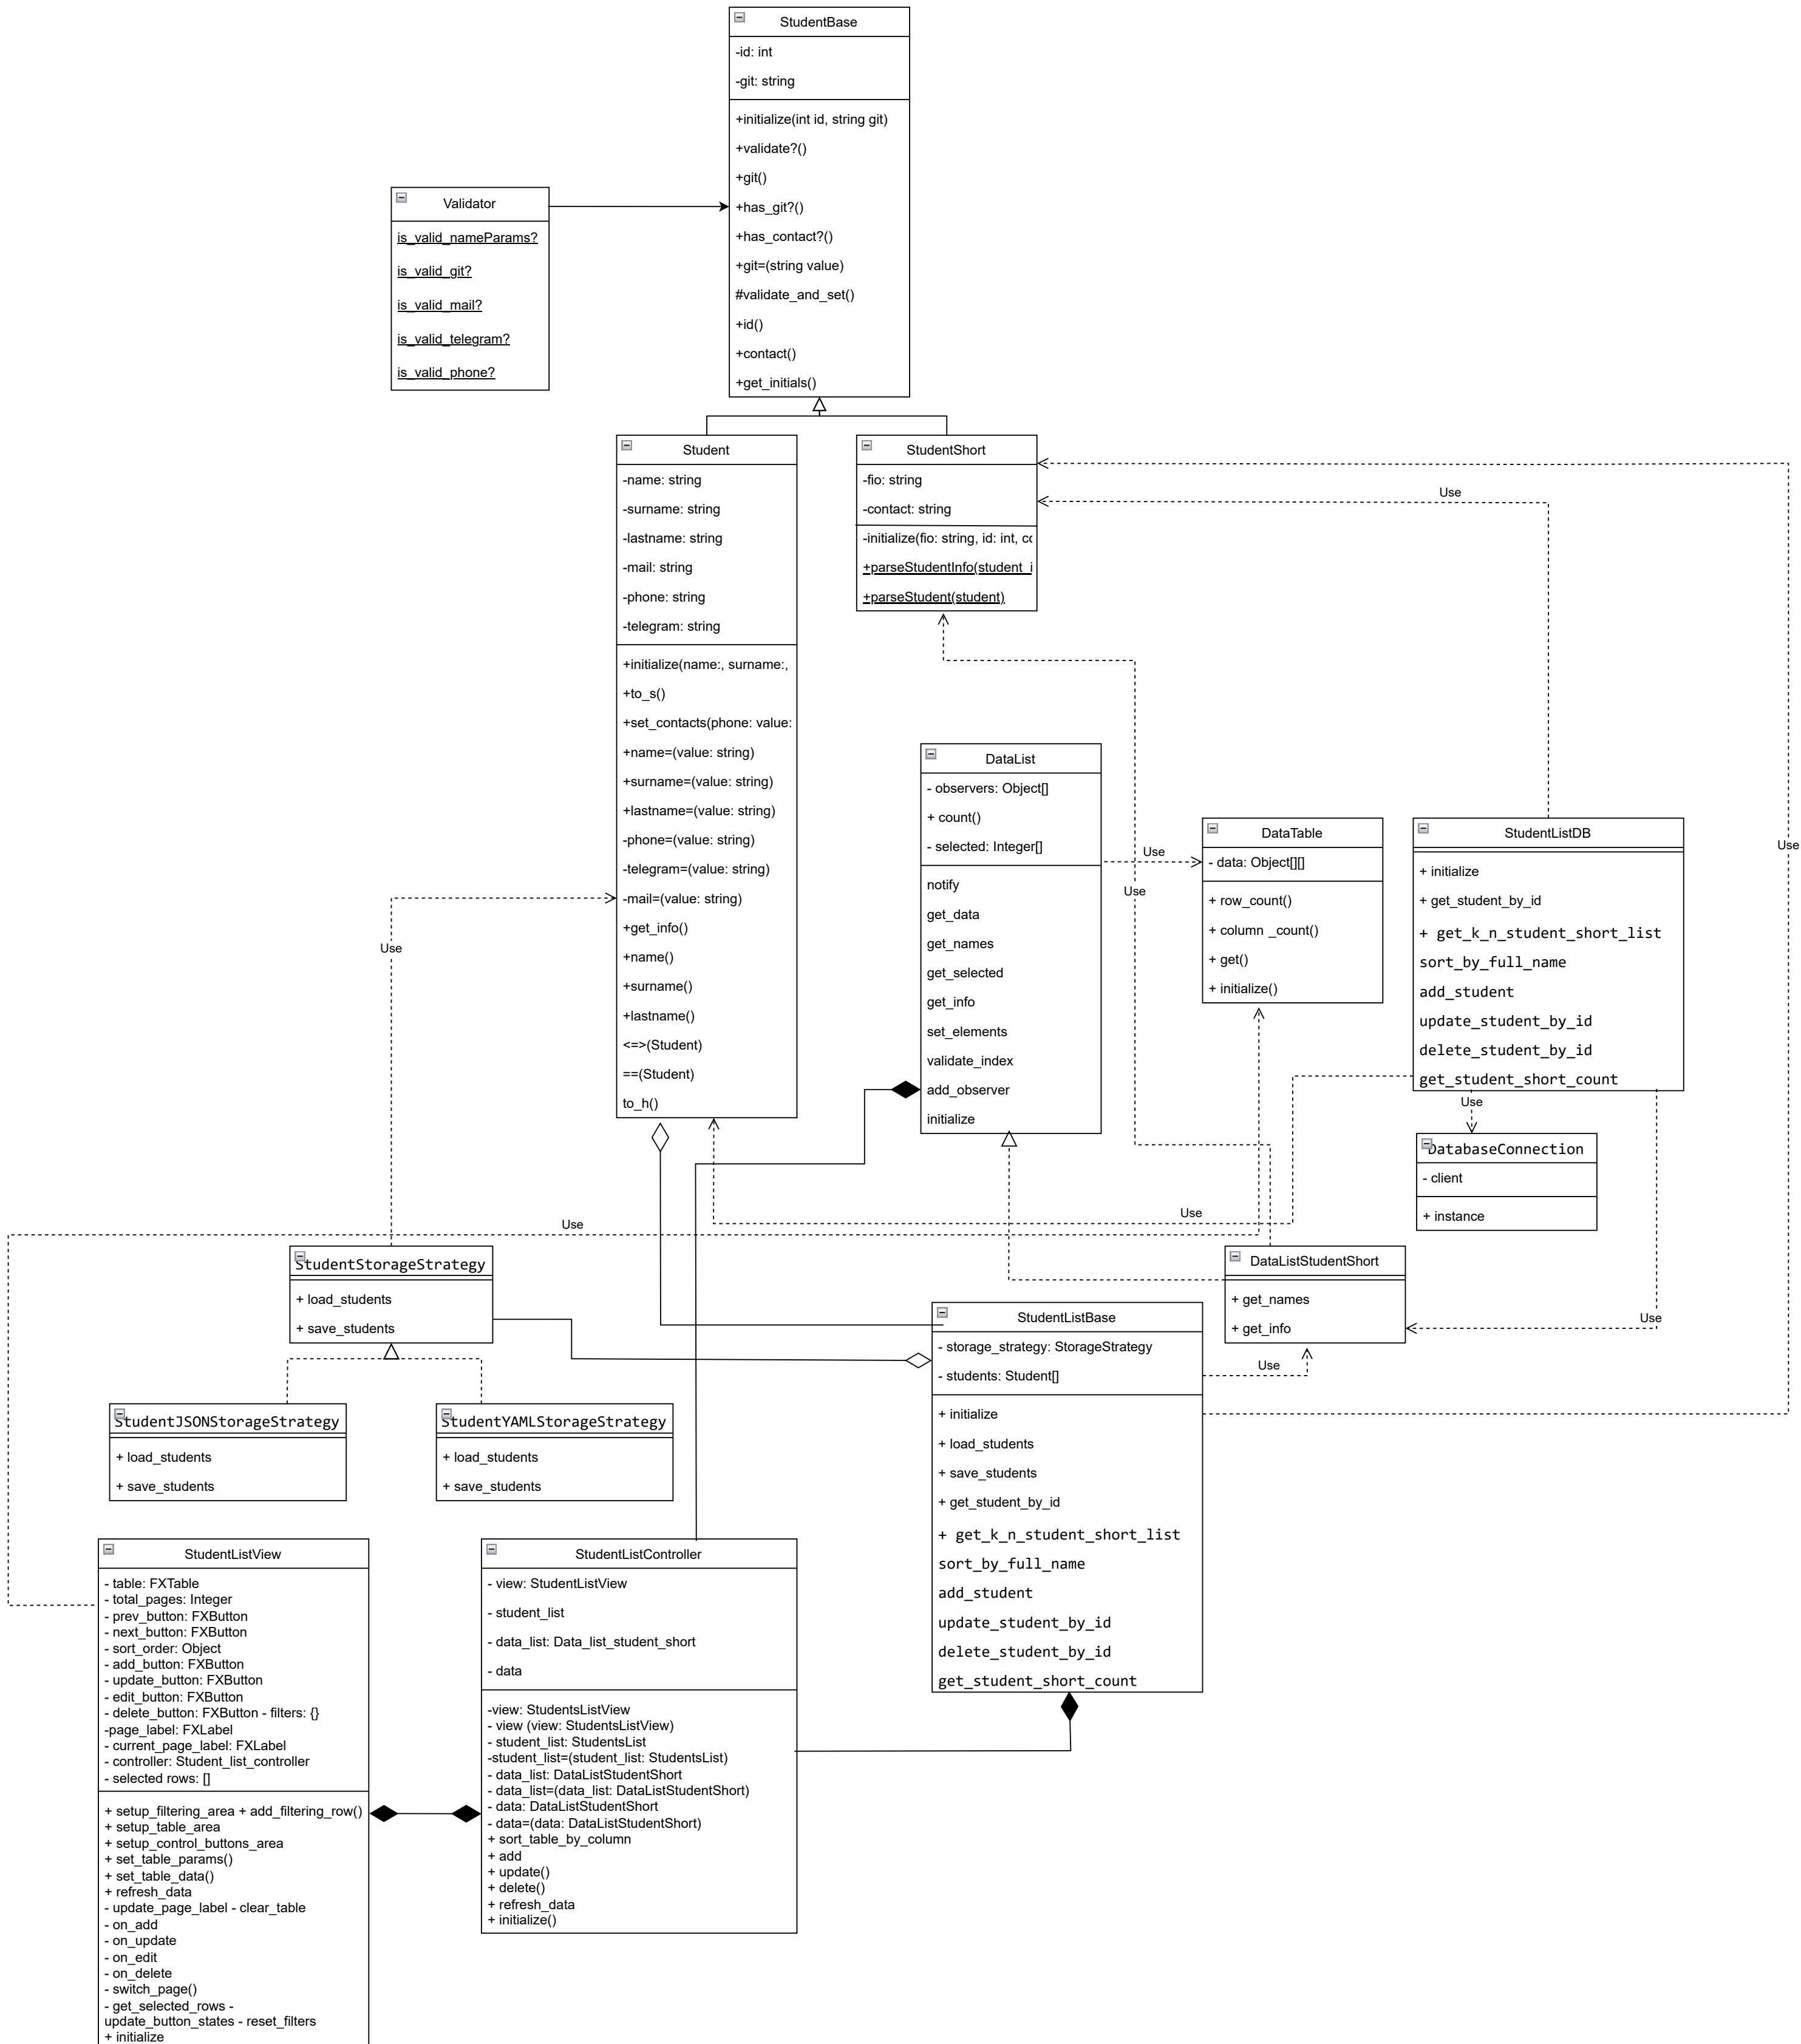 StudentBase
-id: int
-git: string
+initialize(int id, string git)
+validate?()
+git()
+has_git?()
+has_contact?()
+git=(string value)
#validate_and_set()
+id()
+contact()
+get_initials()
Validator
is_valid_nameParams?
is_valid_git?
is_valid_mail?
is_valid_telegram?
is_valid_phone?
Student
-name: string
-surname: string
-lastname: string
-mail: string
-phone: string
-telegram: string
+initialize(name:, surname:,
+to_s()
+set_contacts(phone: value:
+name=(value: string)
+surname=(value: string)
+lastname=(value: string)
-phone=(value: string)
-telegram=(value: string)
-mail=(value: string)
+get_info()
+name()
+surname()
+lastname()
<=>(Student)
==(Student)
to_h()
StudentShort
-fio: string
-contact: string
-initialize(fio: string, id: int, co
+parseStudentInfo(student_i
+parseStudent(student)
Use
Use
DataList
- observers: Object[]
+ count()
- selected: Integer[]
notify
get_data
get_names
get_selected
get_info
set_elements
validate_index
add_observer
initialize
Use
Use
DataTable
- data: Object[][]
+ row_count()
+ column _count()
+ get()
+ initialize()
StudentListDB
+ initialize
+ get_student_by_id
+ get_k_n_student_short_list
sort_by_full_name
add_student
update_student_by_id
delete_student_by_id
get_student_short_count
Use
Use
DatabaseConnection
- client
+ instance
Use
Use
Use
StudentStorageStrategy
+ load_students
+ save_students
DataListStudentShort
+ get_names
+ get_info
Use
Use
StudentListBase
- storage_strategy: StorageStrategy
- students: Student[]
+ initialize
+ load_students
+ save_students
+ get_student_by_id
+ get_k_n_student_short_list
sort_by_full_name
add_student
update_student_by_id
delete_student_by_id
get_student_short_count
StudentJSONStorageStrategy
+ load_students
+ save_students
StudentYAMLStorageStrategy
+ load_students
+ save_students
StudentListView
- table: FXTable
- total_pages: Integer
- prev_button: FXButton
- next_button: FXButton
- sort_order: Object
- add_button: FXButton
- update_button: FXButton
- edit_button: FXButton
- delete_button: FXButton - filters: {}
-page_label: FXLabel
- current_page_label: FXLabel
- controller: Student_list_controller
- selected rows: []
+ setup_filtering_area + add_filtering_row()
+ setup_table_area
+ setup_control_buttons_area
+ set_table_params()
+ set_table_data()
+ refresh_data
- update_page_label - clear_table
- on_add
- on_update
- on_edit
- on_delete
- switch_page()
- get_selected_rows -
update_button_states - reset_filters
+ initialize
StudentListController
- view: StudentListView
- student_list
- data_list: Data_list_student_short
- data
-view: StudentsListView
- view (view: StudentsListView)
- student_list: StudentsList
-student_list=(student_list: StudentsList)
- data_list: DataListStudentShort
- data_list=(data_list: DataListStudentShort)
- data: DataListStudentShort
- data=(data: DataListStudentShort)
+ sort_table_by_column
+ add
+ update()
+ delete()
+ refresh_data
+ initialize()